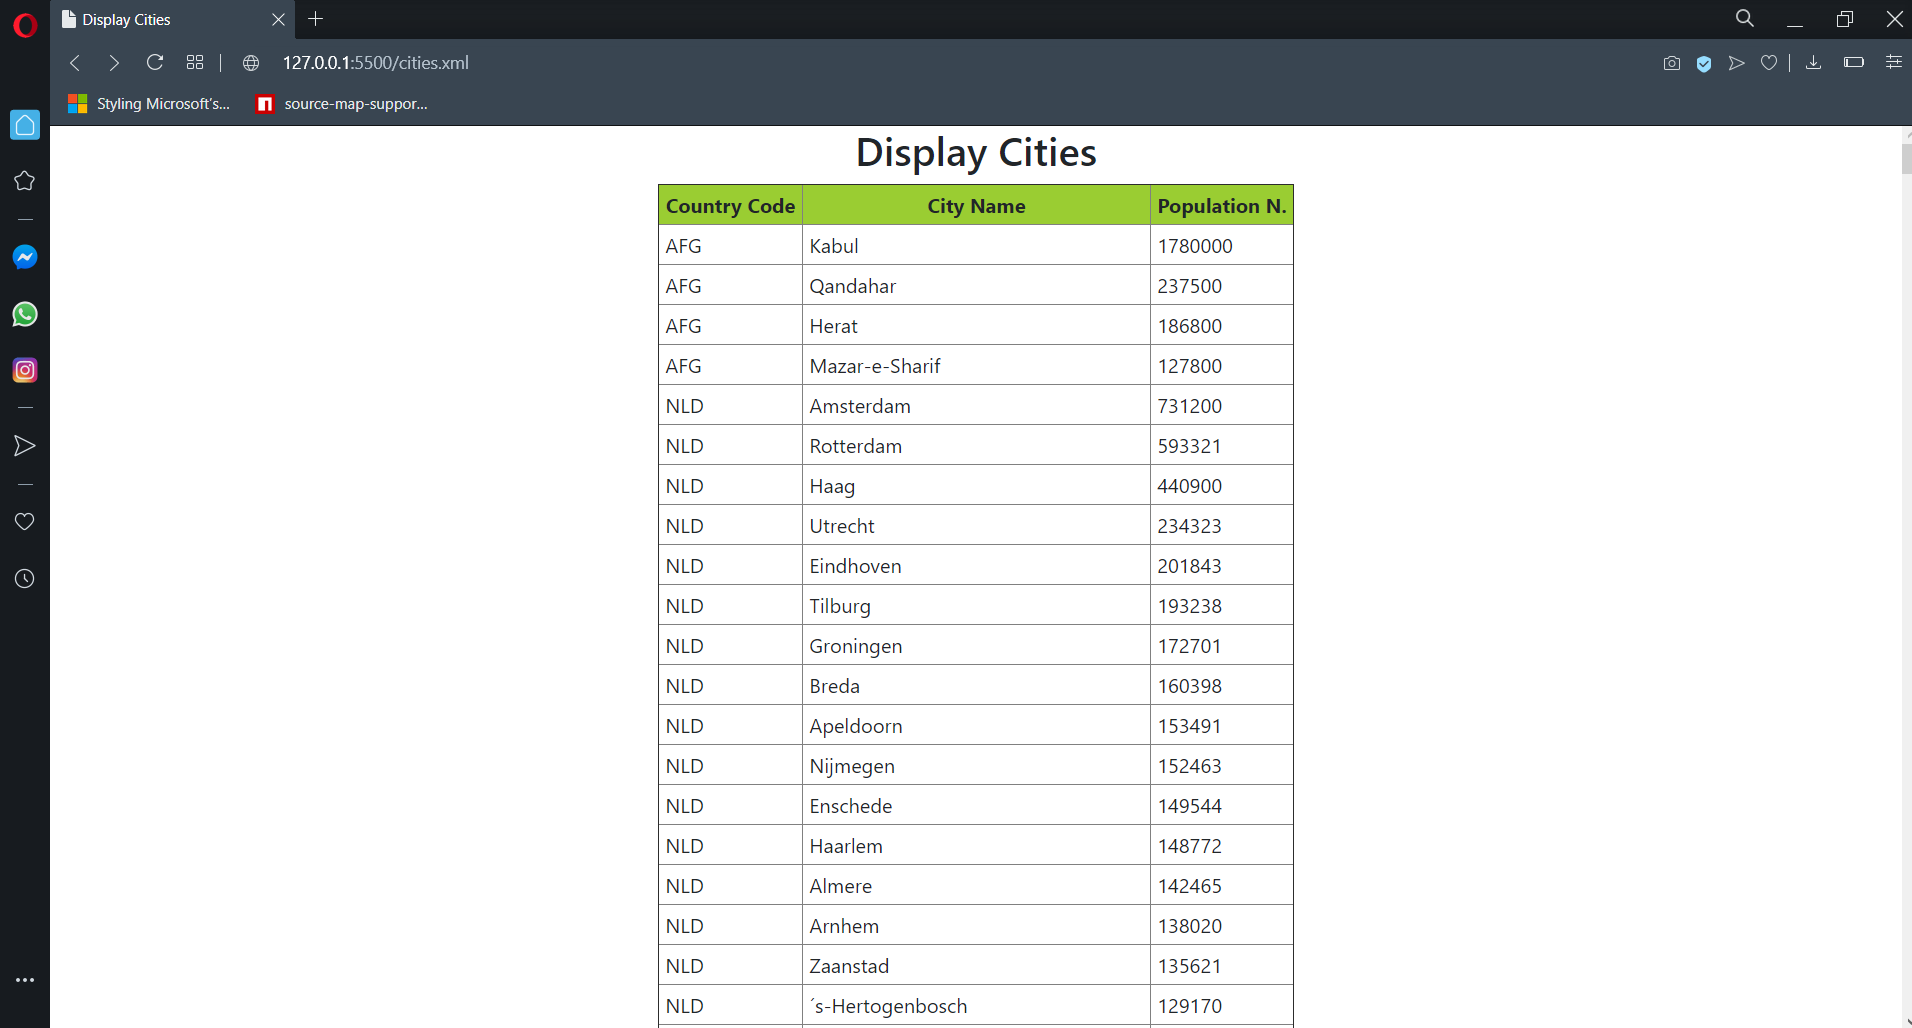 Display Cities
127.0.0.1:5500/cities.xml
Styling Microsoft's... source-map-suppor...
Display Cities
Country Code City Name Population N.
AFG Kabul 1780000
AFG Qandahar 237500
AFG Herat 186800
AFG Mazar-e-Sharif 127800
NLD Amsterdam 731200
NLD Rotterdam 593321
NLD Haag 440900
NLD Utrecht 234323
NLD Eindhoven 201843
NLD Tilburg 193238
NLD Groningen 172701
NLD Breda 160398
NLD Apeldoorn 153491
NLD Nijmegen 152463
NLD Enschede 149544
NLD Haarlem 148772
NLD Almere 142465
NLD Arnhem 138020
NLD Zaanstad 135621
NLD ´s-Hertogenbosch 129170